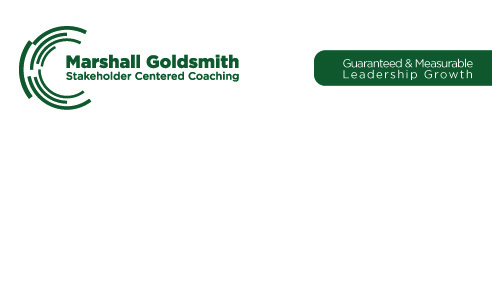 Marshall Goldsmith
Stakeholder Centered Coaching
Guaranteed & Measurable
Leadership Growth